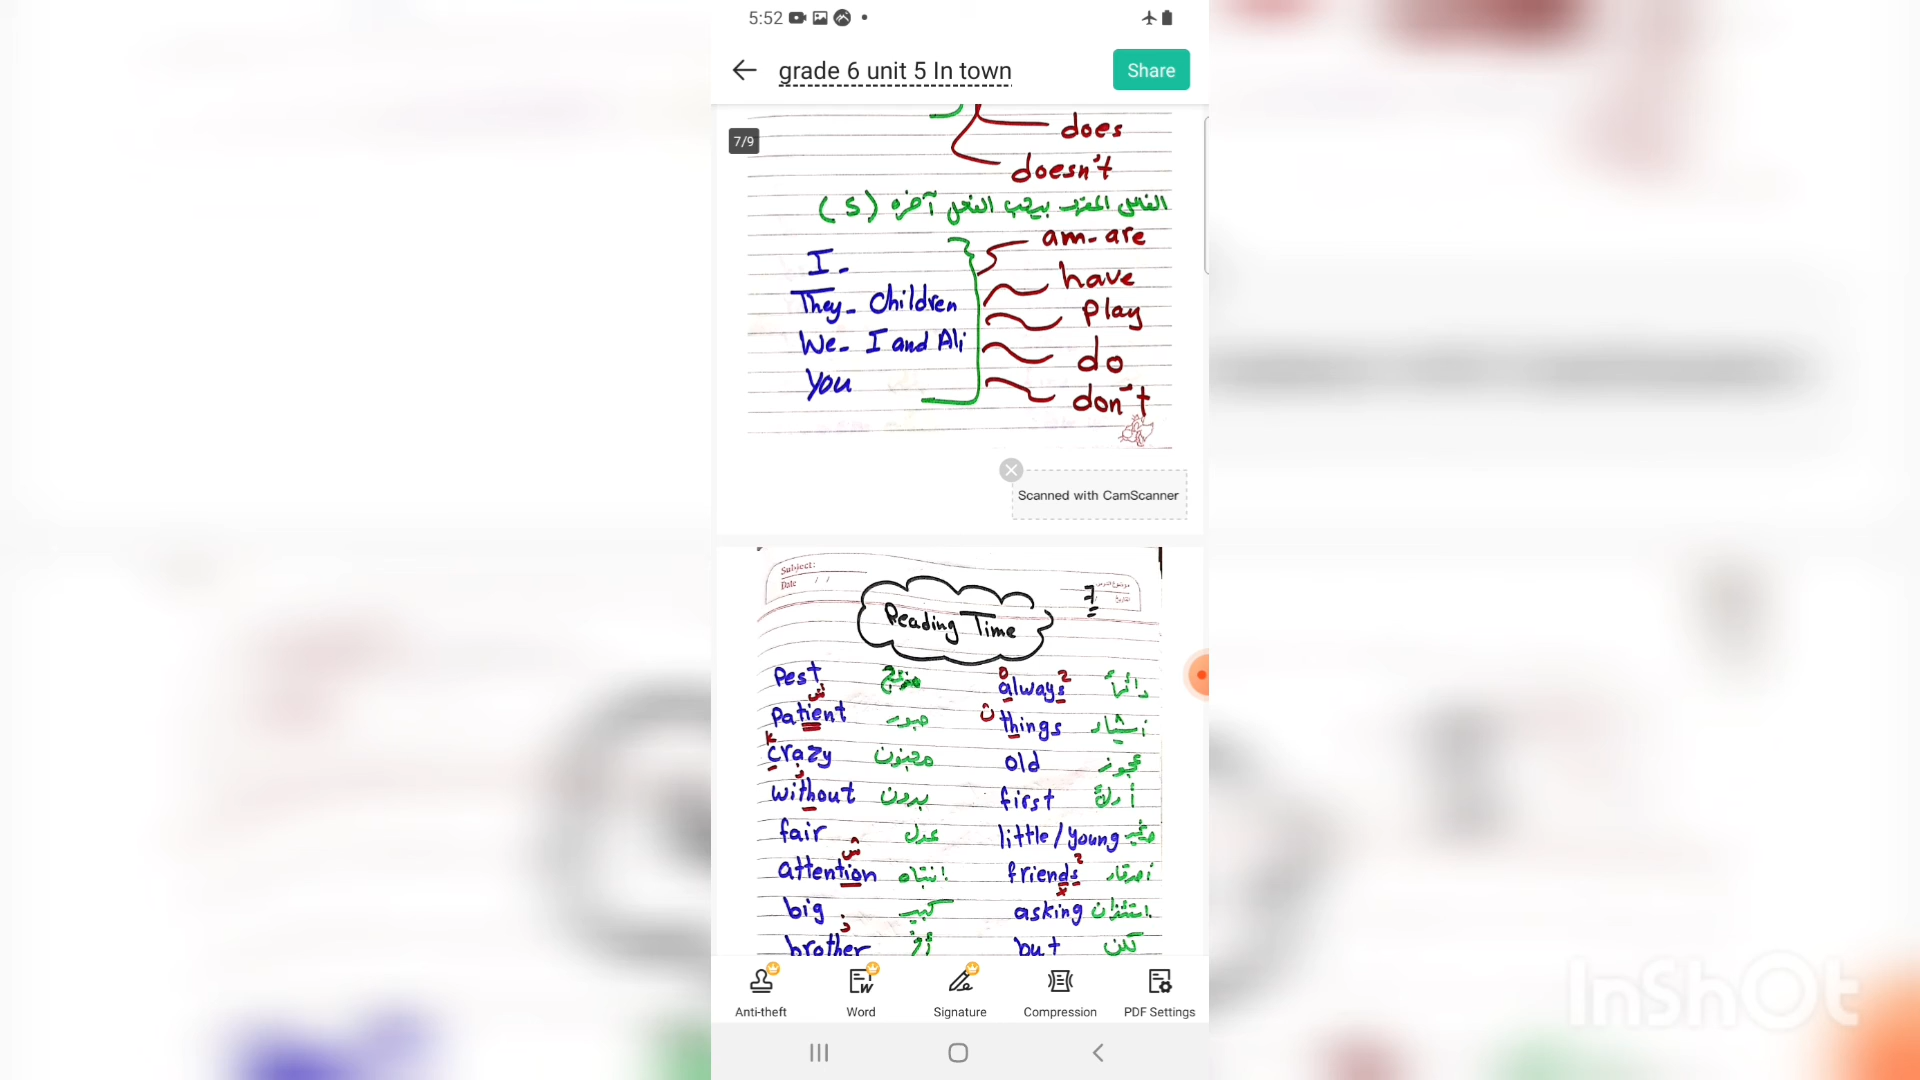 5:52
grade 6 unit 5 In town
Share
7/9
does
doesn't
الفاعل المفرد يحب الفعل آخره (s)
I - am - are
They - Children have
play
We - I and Ali do
You don't
Scanned with CamScanner
Subject:
Date / /
Reading Time 7
Pest مزعج always دائماً
Patient صبور things أشياء
crazy مجنون old عجوز
without بدون first أولاً
fair عدل little/young صغير
attention انتباه friends أصدقاء
big كبير asking استئذان
brother أخ but لكن
Anti-theft
Word
Signature
Compression
PDF Settings
InShOt